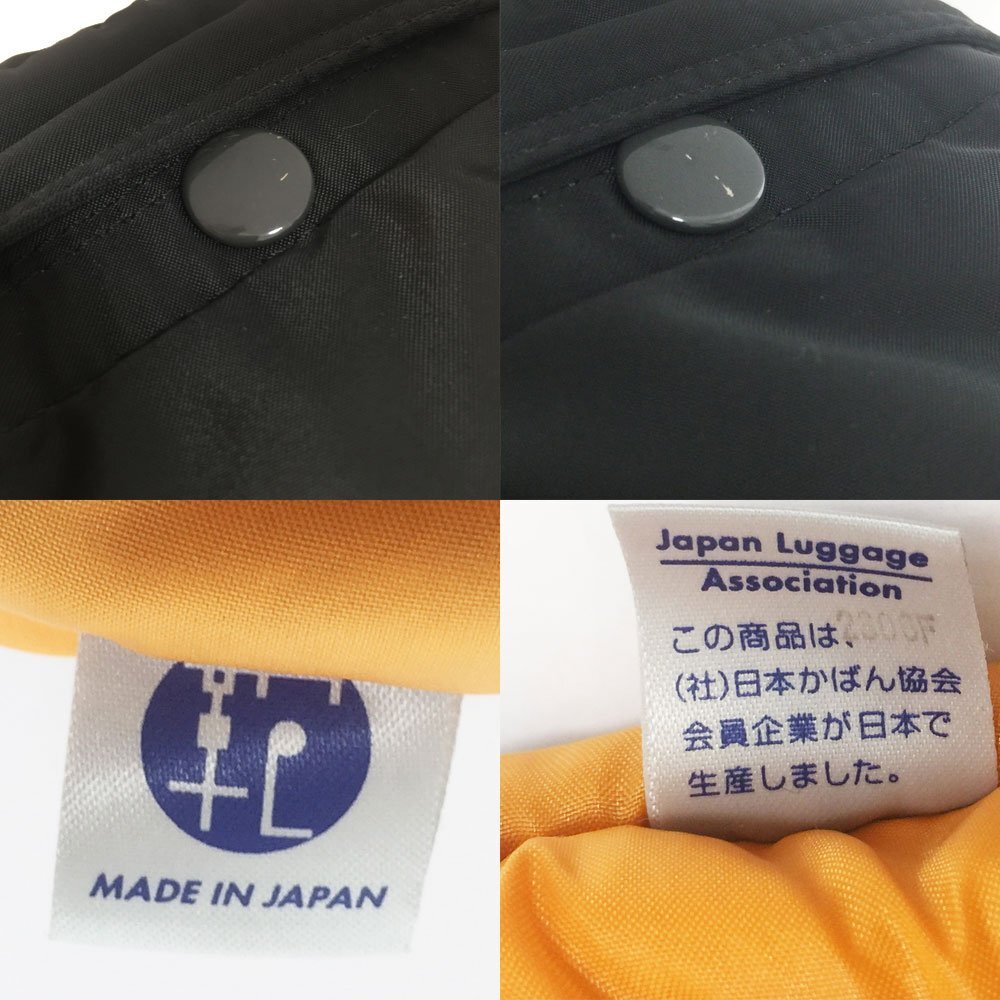 MADE IN JAPAN
Japan Luggage
Association
この商品は、
(社)日本かばん協会
会員企業が日本で
生産しました。